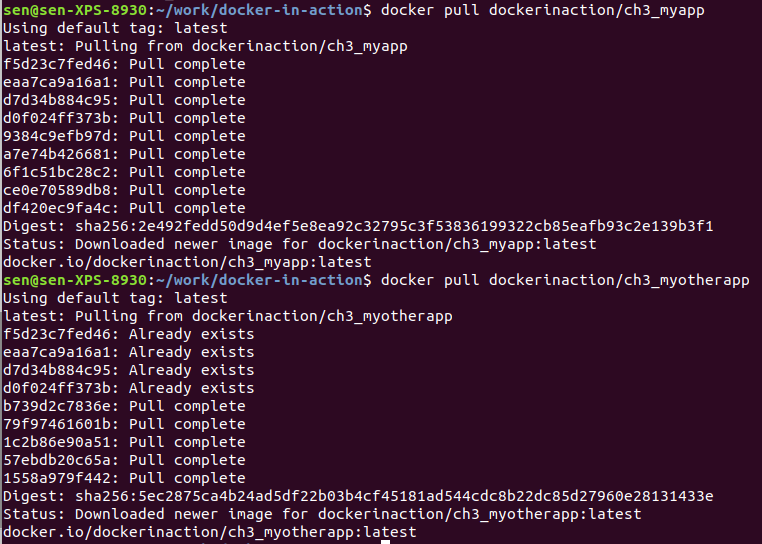 sen@sen-XPS-8930:~/work/docker-in-action$ docker pull dockerinaction/ch3_myapp
Using default tag: latest
latest: Pulling from dockerinaction/ch3_myapp
f5d23c7fed46: Pull complete
eaa7ca9a16a1: Pull complete
d7d34b884c95: Pull complete
d0f024ff373b: Pull complete
9384c9efb97d: Pull complete
a7e74b426681: Pull complete
6f1c51bc28c2: Pull complete
ce0e70589db8: Pull complete
df420ec9fa4c: Pull complete
Digest: sha256:2e492fedd50d9d4ef5e8ea92c32795c3f53836199322cb85eafb93c2e139b3f1
Status: Downloaded newer image for dockerinaction/ch3_myapp:latest
docker.io/dockerinaction/ch3_myapp:latest
sen@sen-XPS-8930:~/work/docker-in-action$ docker pull dockerinaction/ch3_myotherapp
Using default tag: latest
latest: Pulling from dockerinaction/ch3_myotherapp
f5d23c7fed46: Already exists
eaa7ca9a16a1: Already exists
d7d34b884c95: Already exists
d0f024ff373b: Already exists
b739d2c7836e: Pull complete
79f97461601b: Pull complete
1c2b86e90a51: Pull complete
57ebdb20c65a: Pull complete
1558a979f442: Pull complete
Digest: sha256:5ec2875ca4b24ad5df22b03b4cf45181ad544cdc8b22dc85d27960e28131433e
Status: Downloaded newer image for dockerinaction/ch3_myotherapp:latest
docker.io/dockerinaction/ch3_myotherapp:latest